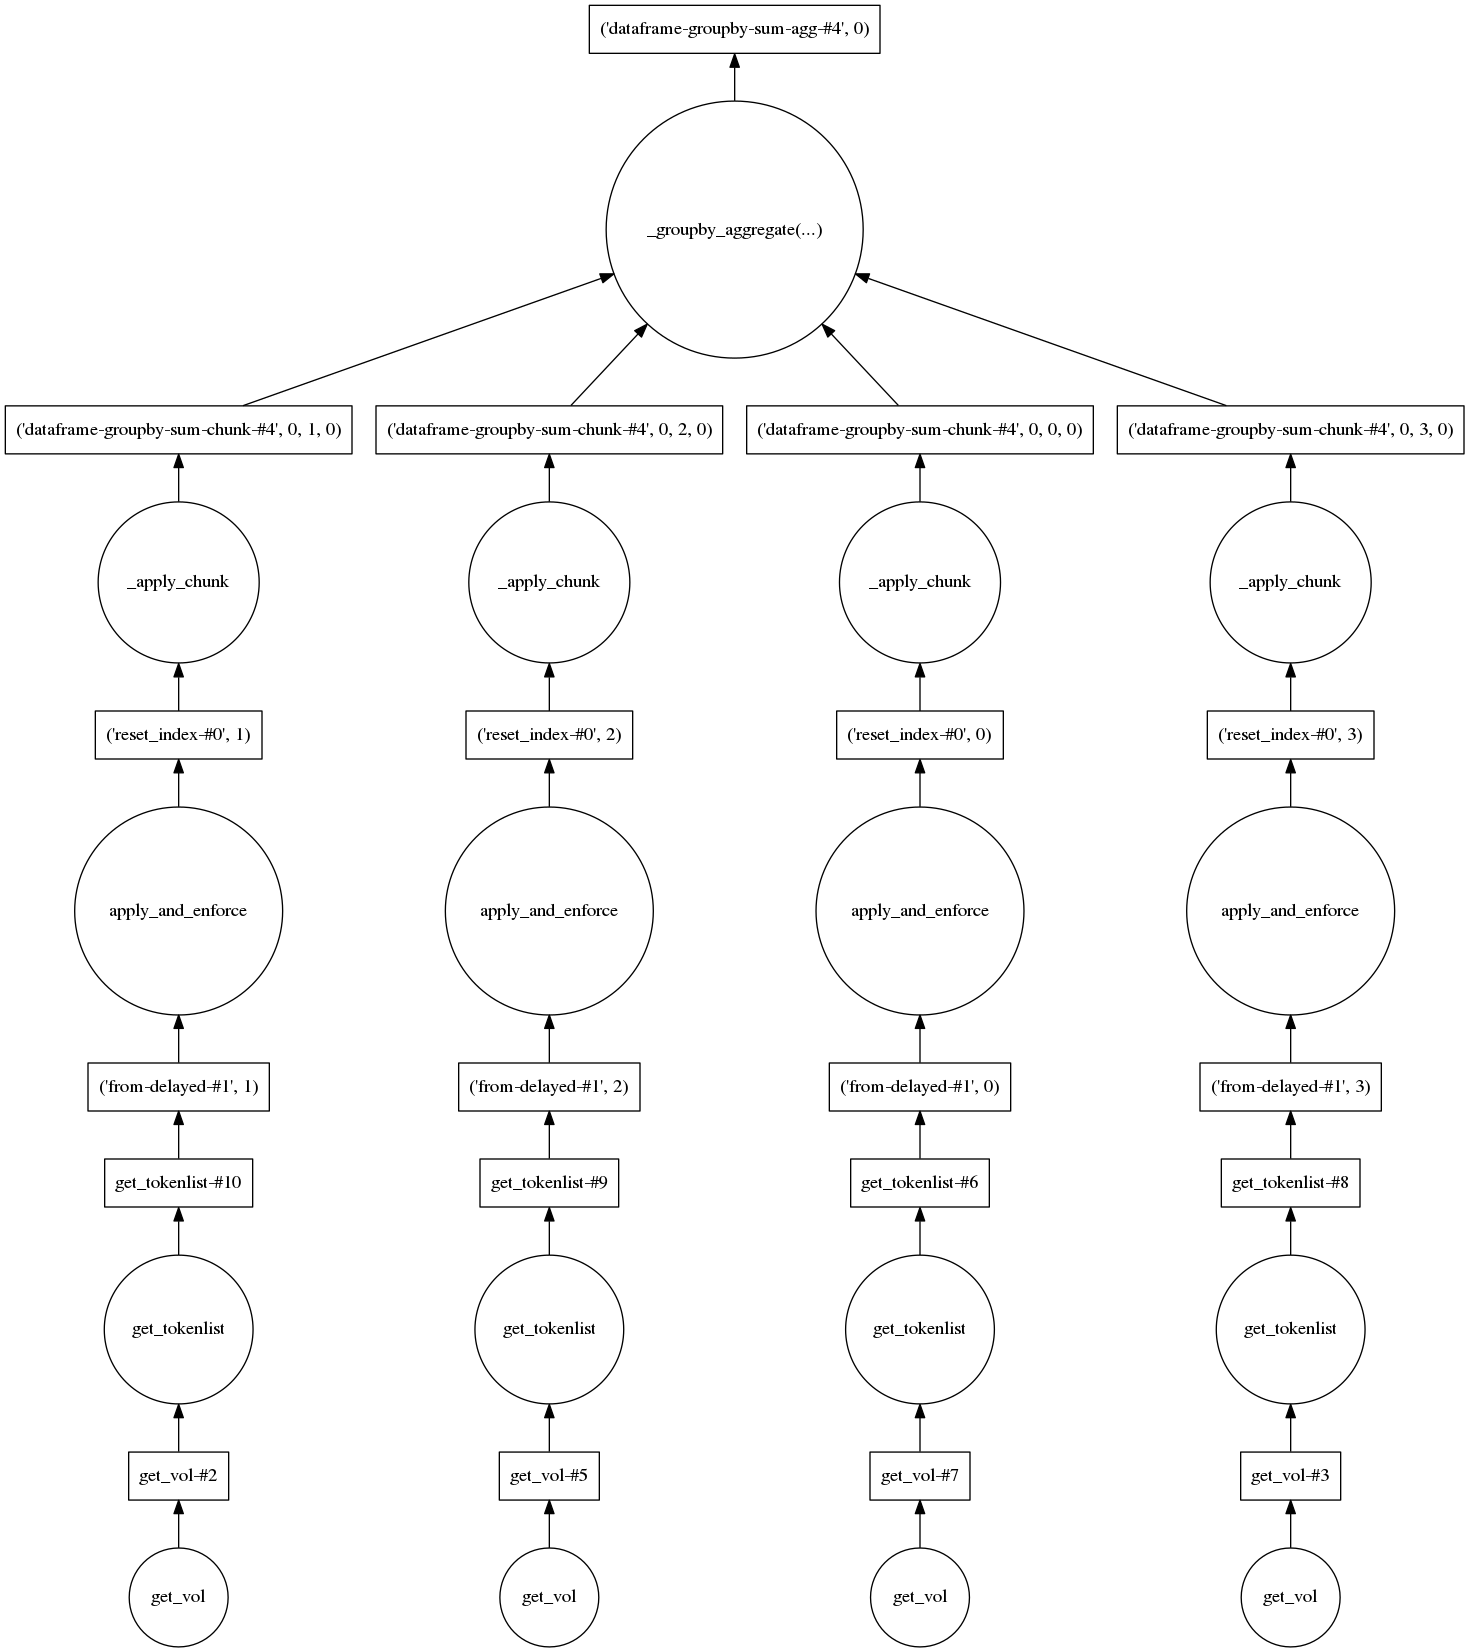 ('dataframe-groupby-sum-agg-#4', 0)
_groupby_aggregate(...)
('dataframe-groupby-sum-chunk-#4', 0, 1, 0)
('dataframe-groupby-sum-chunk-#4', 0, 2, 0)
('dataframe-groupby-sum-chunk-#4', 0, 0, 0)
('dataframe-groupby-sum-chunk-#4', 0, 3, 0)
_apply_chunk
_apply_chunk
_apply_chunk
_apply_chunk
('reset_index-#0', 1)
('reset_index-#0', 2)
('reset_index-#0', 0)
('reset_index-#0', 3)
apply_and_enforce
apply_and_enforce
apply_and_enforce
apply_and_enforce
('from-delayed-#1', 1)
('from-delayed-#1', 2)
('from-delayed-#1', 0)
('from-delayed-#1', 3)
get_tokenlist-#10
get_tokenlist-#9
get_tokenlist-#6
get_tokenlist-#8
get_tokenlist
get_tokenlist
get_tokenlist
get_tokenlist
get_vol-#2
get_vol-#5
get_vol-#7
get_vol-#3
get_vol
get_vol
get_vol
get_vol